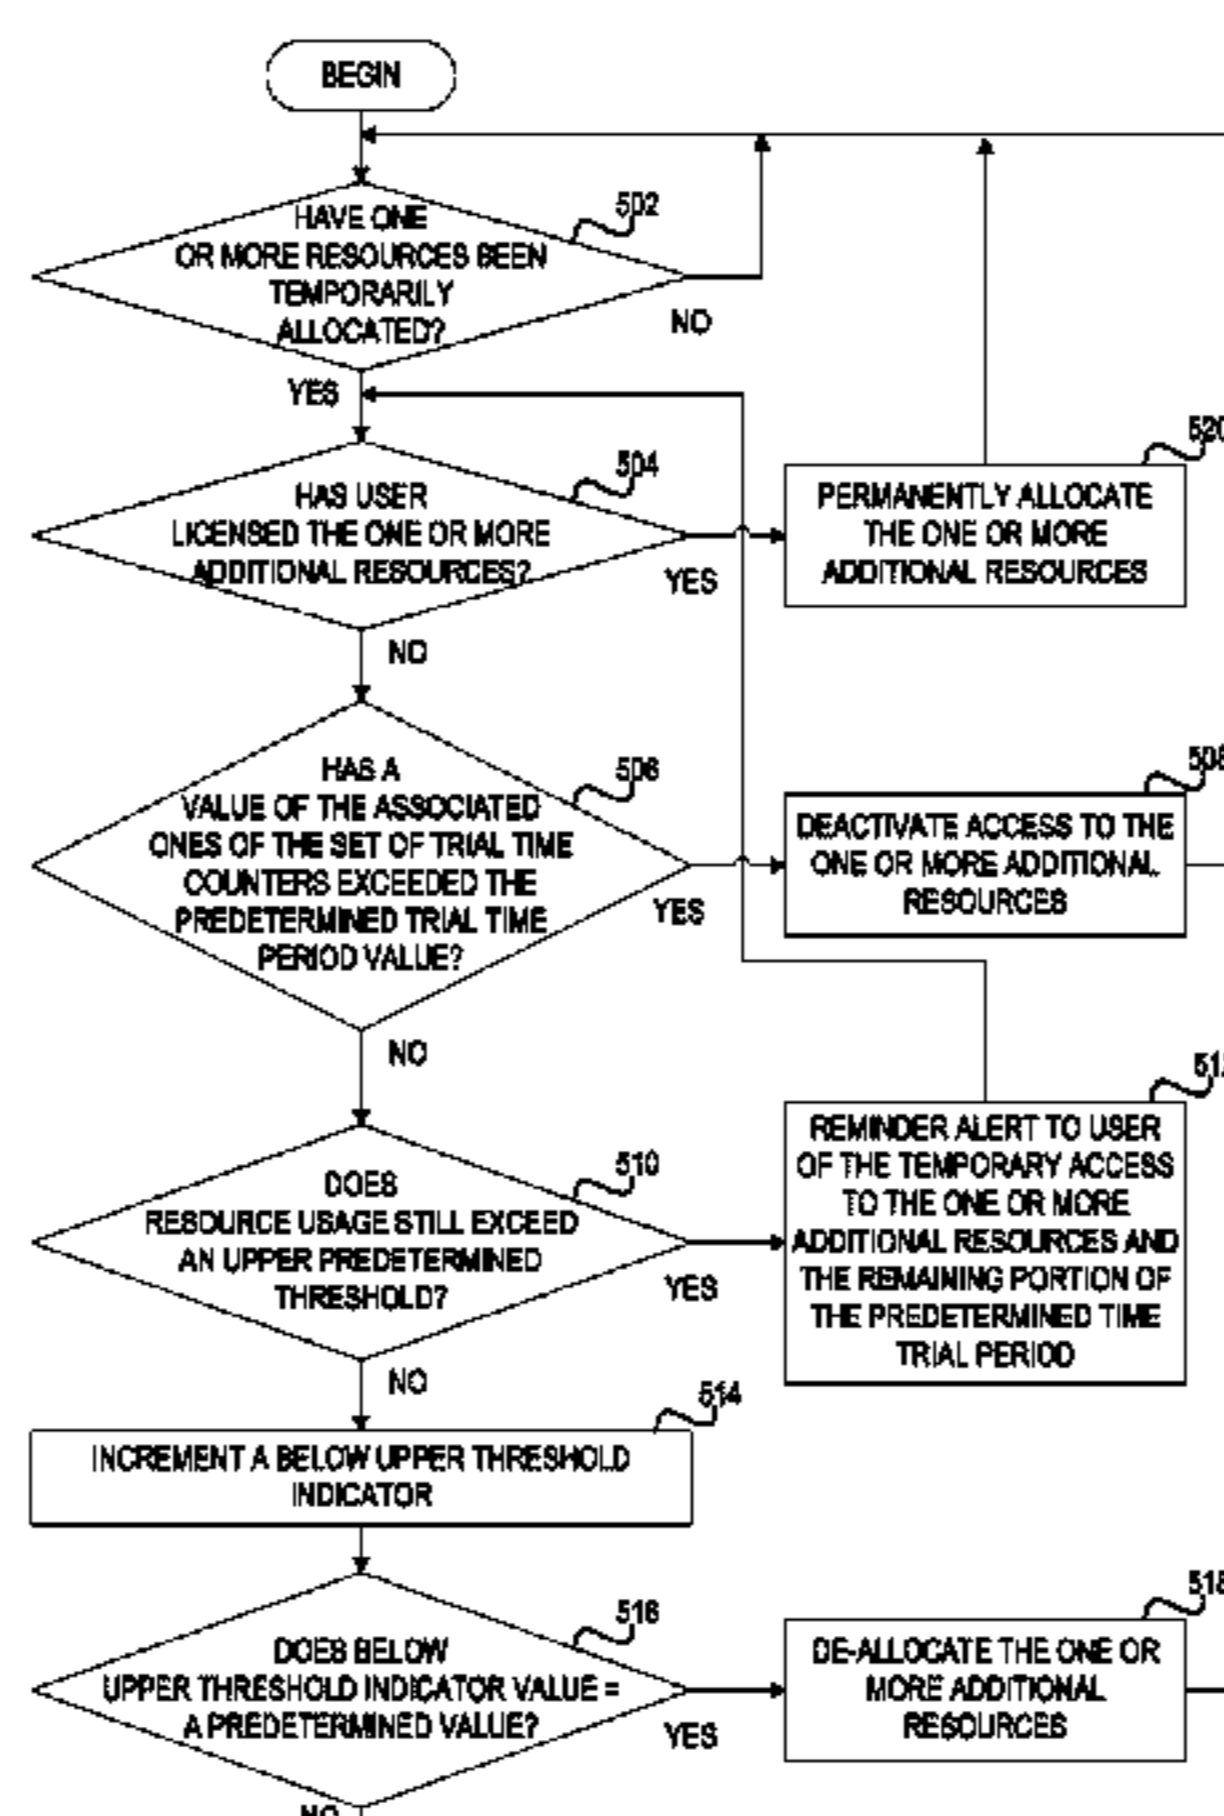 BEGIN
502
HAVE ONE
OR MORE RESOURCES BEEN
TEMPORARILY
ALLOCATED?
NO
YES
504
HAS USER
LICENSED THE ONE OR MORE
ADDITIONAL RESOURCES?
YES
520
PERMANENTLY ALLOCATE
THE ONE OR MORE
ADDITIONAL RESOURCES
NO
506
HAS A
VALUE OF THE ASSOCIATED
ONES OF THE SET OF TRIAL TIME
COUNTERS EXCEEDED THE
PREDETERMINED TRIAL TIME
PERIOD VALUE?
YES
508
DEACTIVATE ACCESS TO THE
ONE OR MORE ADDITIONAL
RESOURCES
NO
510
DOES
RESOURCE USAGE STILL EXCEED
AN UPPER PREDETERMINED
THRESHOLD?
YES
REMINDER ALERT TO USER
OF THE TEMPORARY ACCESS
TO THE ONE OR MORE
ADDITIONAL RESOURCES AND
THE REMAINING PORTION OF
THE PREDETERMINED TIME
TRIAL PERIOD
NO
514
INCREMENT A BELOW UPPER THRESHOLD
INDICATOR
516
DOES BELOW
UPPER THRESHOLD INDICATOR VALUE =
A PREDETERMINED VALUE?
YES
518
DE-ALLOCATE THE ONE OR
MORE ADDITIONAL
RESOURCES
NO